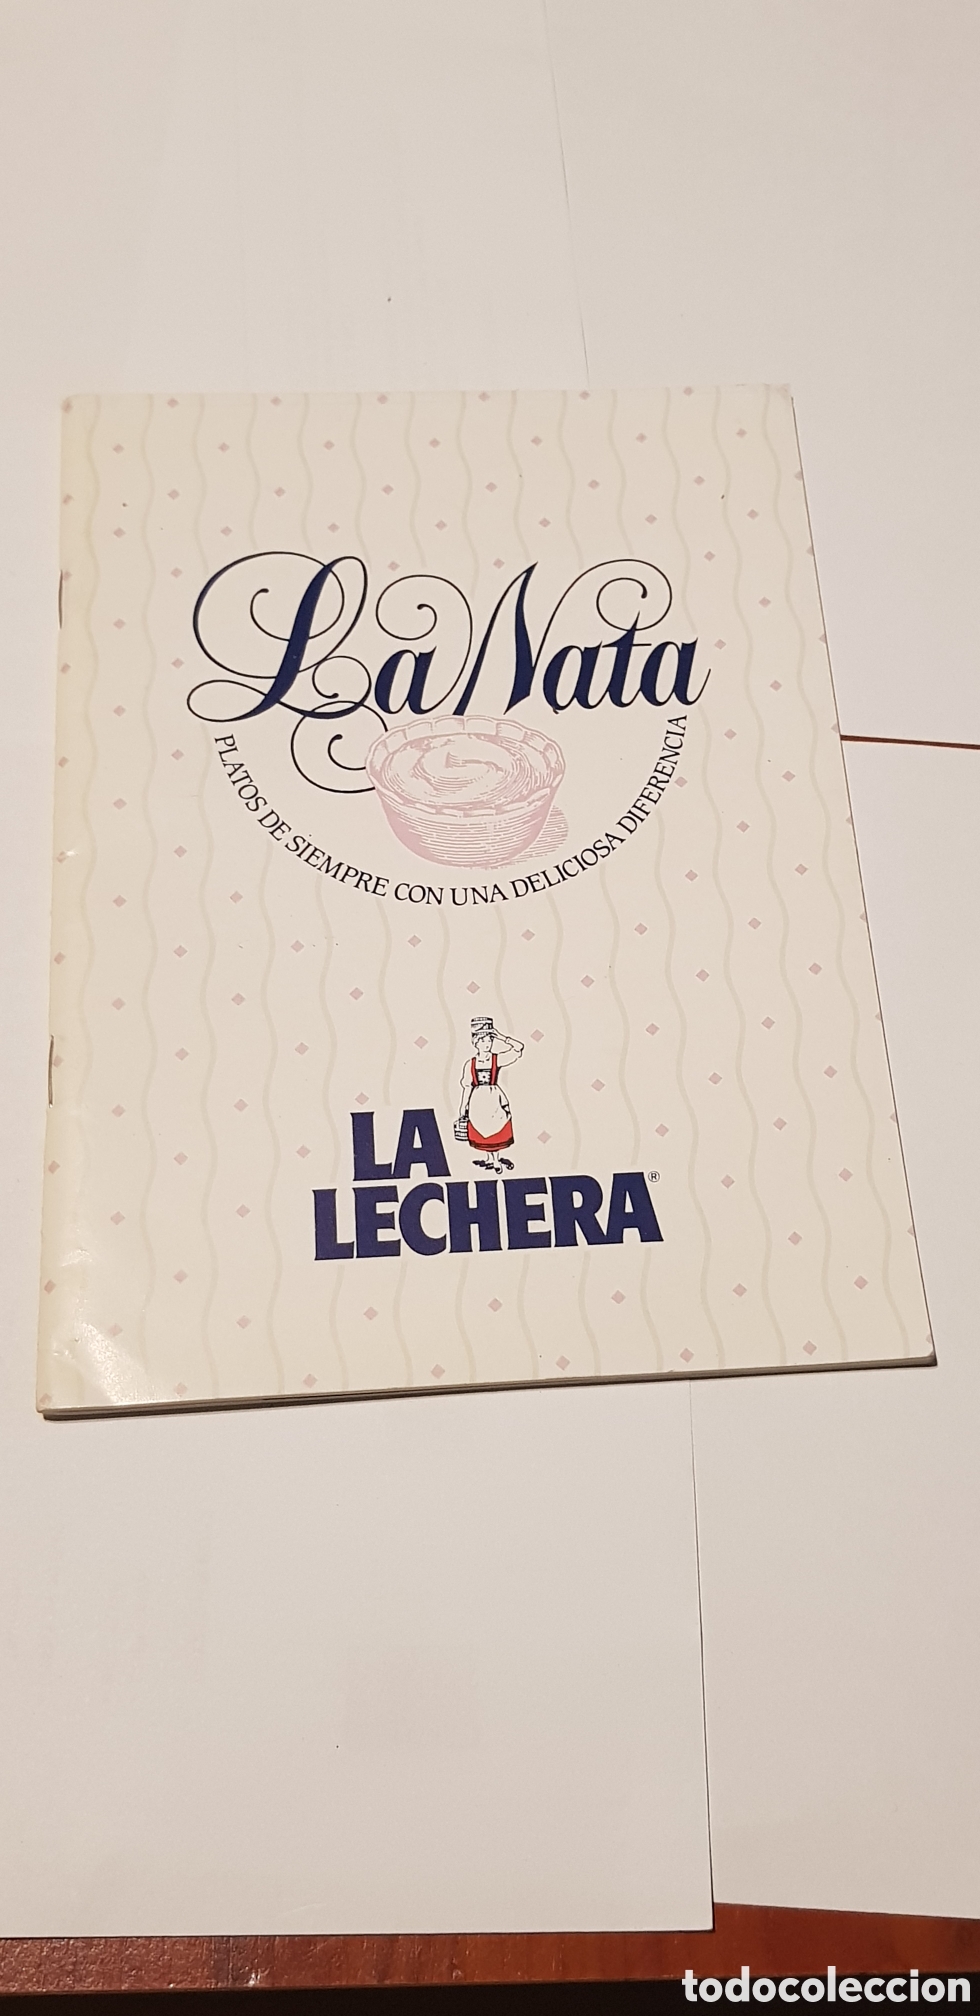 La Nata
PLATOS DE SIEMPRE CON UNA DELICIOSA DIFERENCIA
LA
LECHERA®
todocoleccion